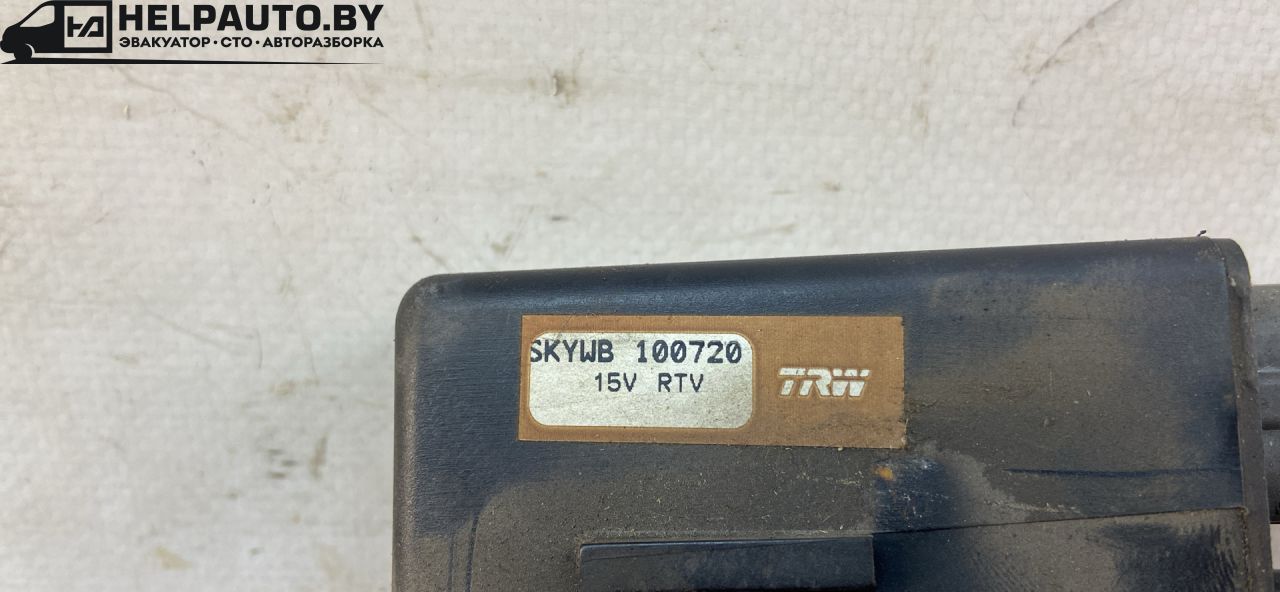 HELPAUTO.BY
ЭВАКУАТОР·СТО·АВТОРАЗБОРКА
SKYWB 100720
15V RTV
TRW